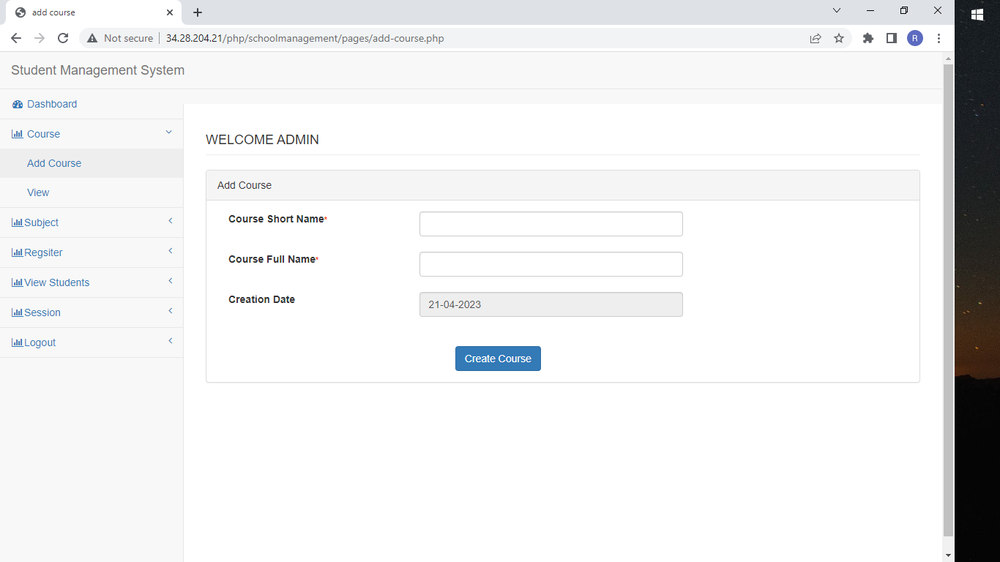 add course
Not secure 34.28.204.21/php/schoolmanagement/pages/add-course.php
R
Student Management System
Dashboard
Course
Add Course
View
Subject
Regsiter
View Students
Session
Logout
WELCOME ADMIN
Add Course
Course Short Name*
Course Full Name*
Creation Date
21-04-2023
Create Course